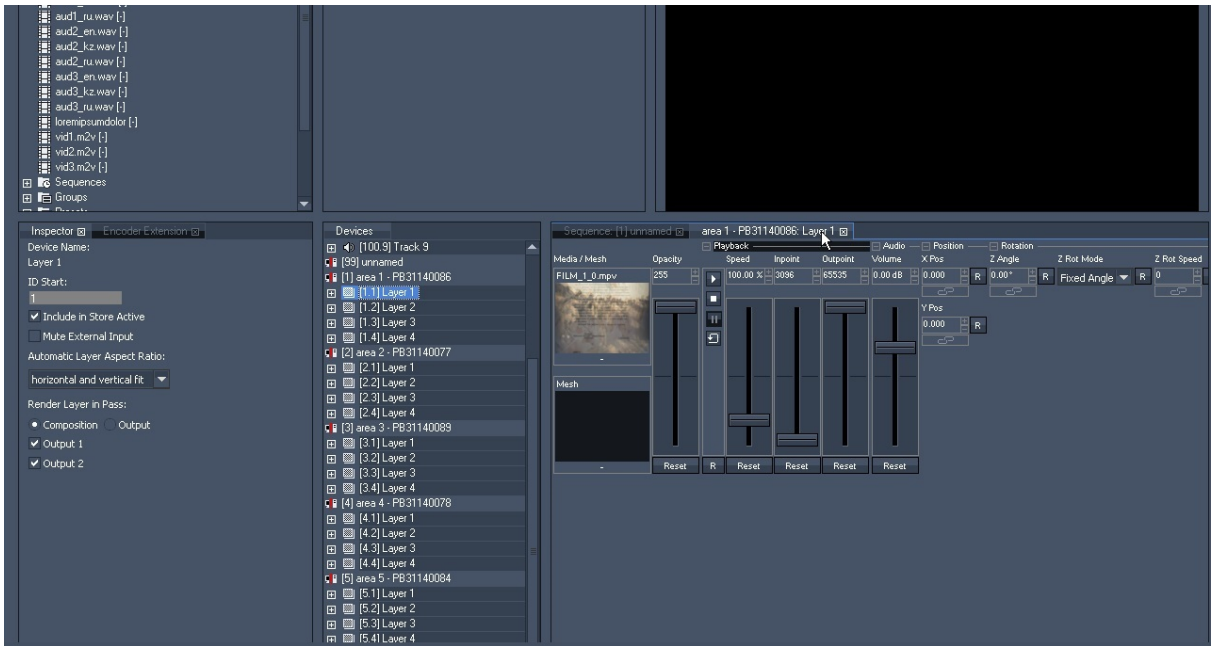 aud1_ru.wav [-]
aud2_en.wav [-]
aud2_kz.wav [-]
aud2_ru.wav [-]
aud3_en.wav [-]
aud3_kz.wav [-]
aud3_ru.wav [-]
loremipsumdolor [-]
vid1.m2v [-]
vid2.m2v [-]
vid3.m2v [-]
Sequences
Groups
Inspector
Encoder Extension
Device Name:
Layer 1
ID Start:
1
Include in Store Active
Mute External Input
Automatic Layer Aspect Ratio:
horizontal and vertical fit
Render Layer in Pass:
Composition Output
Output 1
Output 2
Devices
[100.9] Track 9
[99] unnamed
[1] area 1 - PB31140086
[1.1] Layer 1
[1.2] Layer 2
[1.3] Layer 3
[1.4] Layer 4
[2] area 2 - PB31140077
[2.1] Layer 1
[2.2] Layer 2
[2.3] Layer 3
[2.4] Layer 4
[3] area 3 - PB31140089
[3.1] Layer 1
[3.2] Layer 2
[3.3] Layer 3
[3.4] Layer 4
[4] area 4 - PB31140078
[4.1] Layer 1
[4.2] Layer 2
[4.3] Layer 3
[4.4] Layer 4
[5] area 5 - PB31140084
[5.1] Layer 1
[5.2] Layer 2
[5.3] Layer 3
[5.4] Layer 4
Sequence: [1] unnamed area 1 - PB31140086: Layer 1
Playback Audio Position Rotation
Media / Mesh Opacity Speed Inpoint Outpoint Volume X Pos Z Angle Z Rot Mode Z Rot Speed
FILM_1_0.mpv 255 100.00 % 3096 65535 0.00 dB 0.000 R 0.00° R Fixed Angle R 0
Y Pos
0.000 R
-
Mesh
-
Reset R Reset Reset Reset Reset